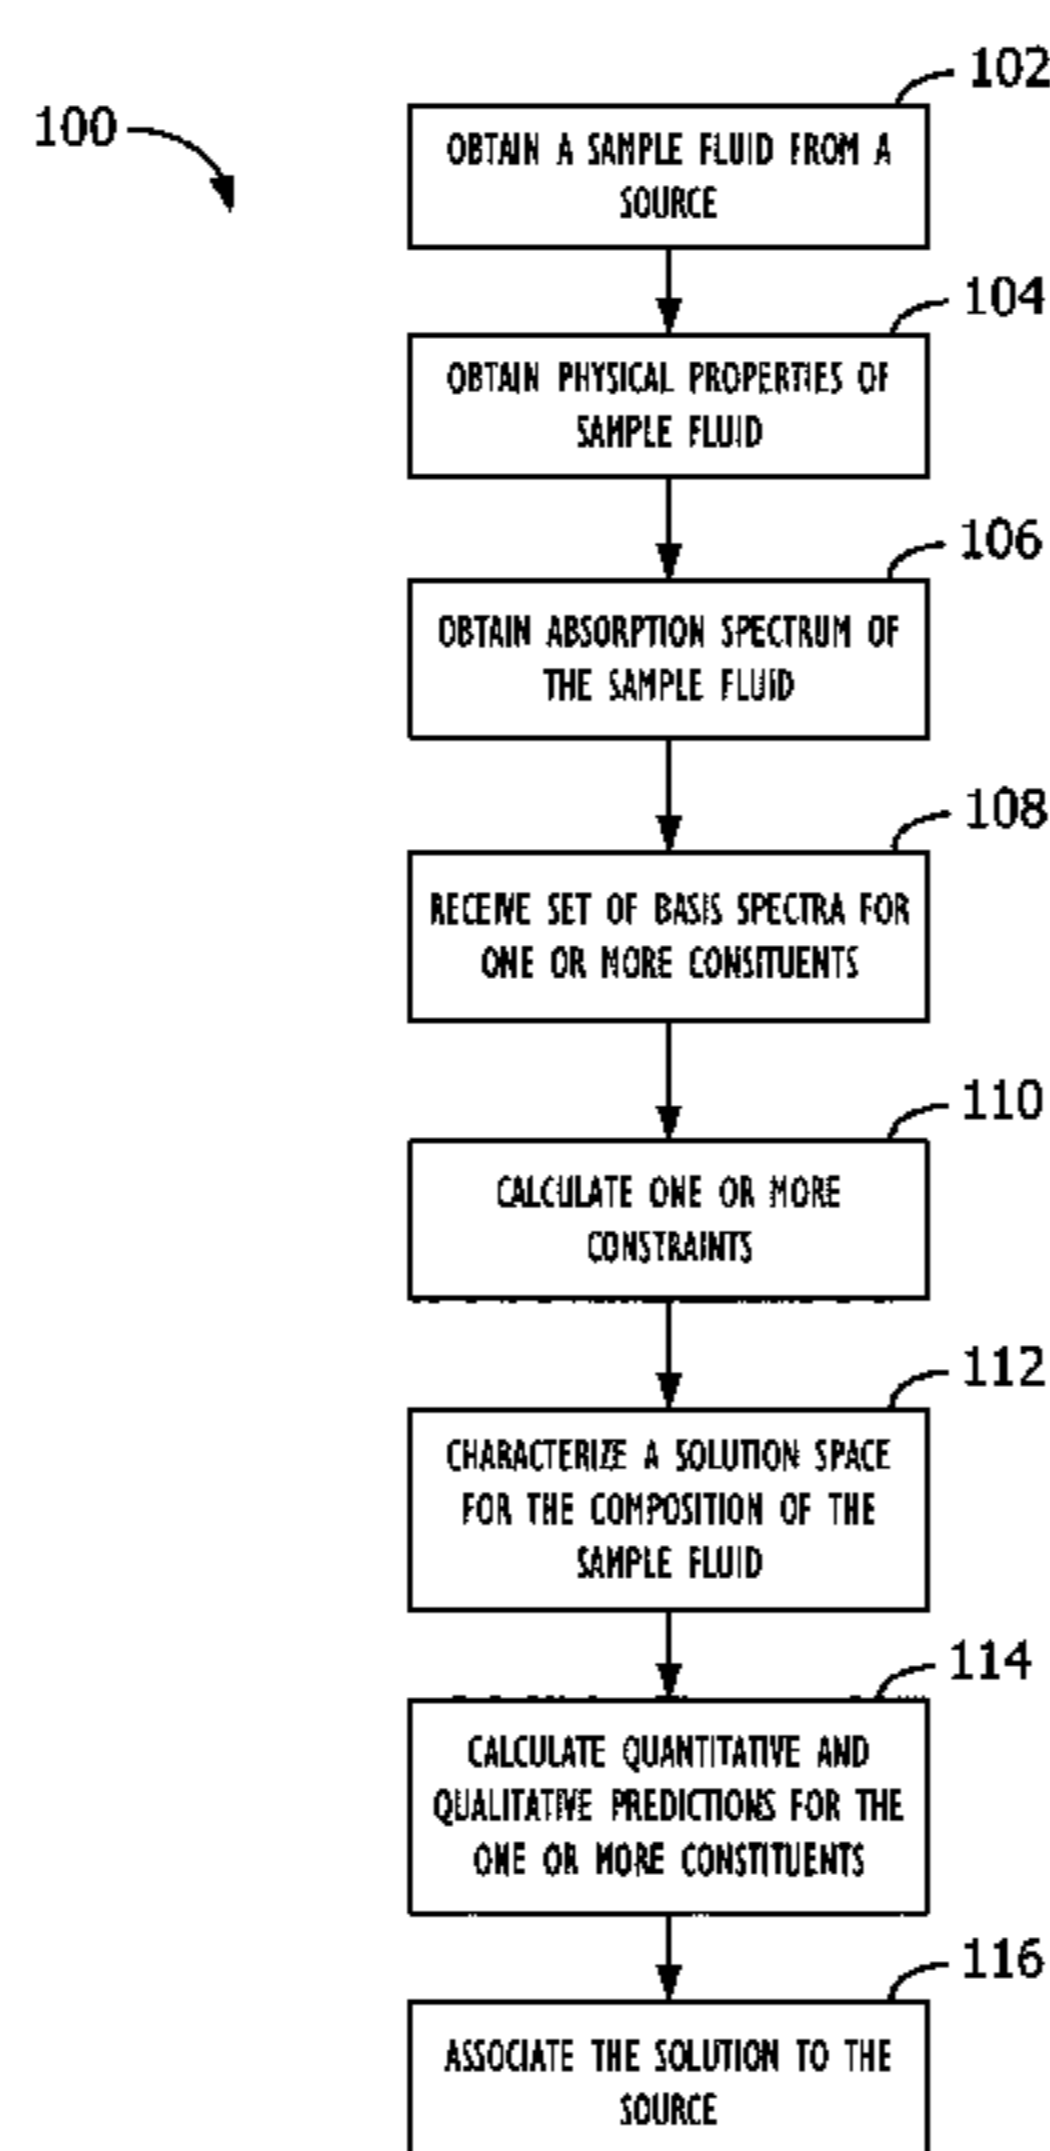 102
100
OBTAIN A SAMPLE FLUID FROM A
SOURCE
104
OBTAIN PHYSICAL PROPERTIES OF
SAMPLE FLUID
106
OBTAIN ABSORPTION SPECTRUM OF
THE SAMPLE FLUID
108
RECEIVE SET OF BASIS SPECTRA FOR
ONE OR MORE CONSITUENTS
110
CALCULATE ONE OR MORE
CONSTRAINTS
112
CHARACTERIZE A SOLUTION SPACE
FOR THE COMPOSITION OF THE
SAMPLE FLUID
114
CALCULATE QUANTITATIVE AND
QUALITATIVE PREDICTIONS FOR THE
ONE OR MORE CONSTITUENTS
116
ASSOCIATE THE SOLUTION TO THE
SOURCE